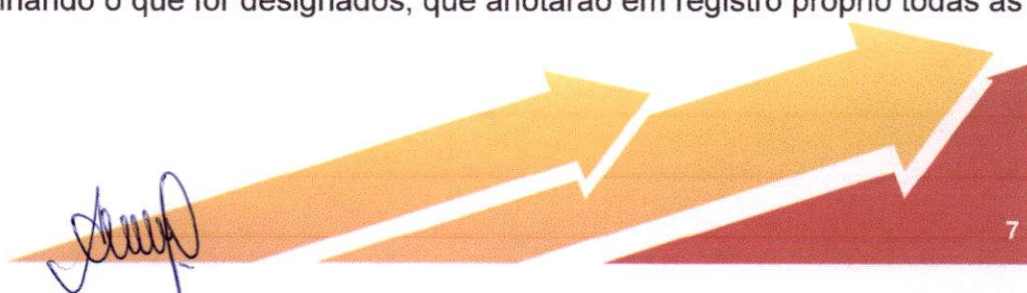 que for designados, que anotarão em registro próprio todas as
7